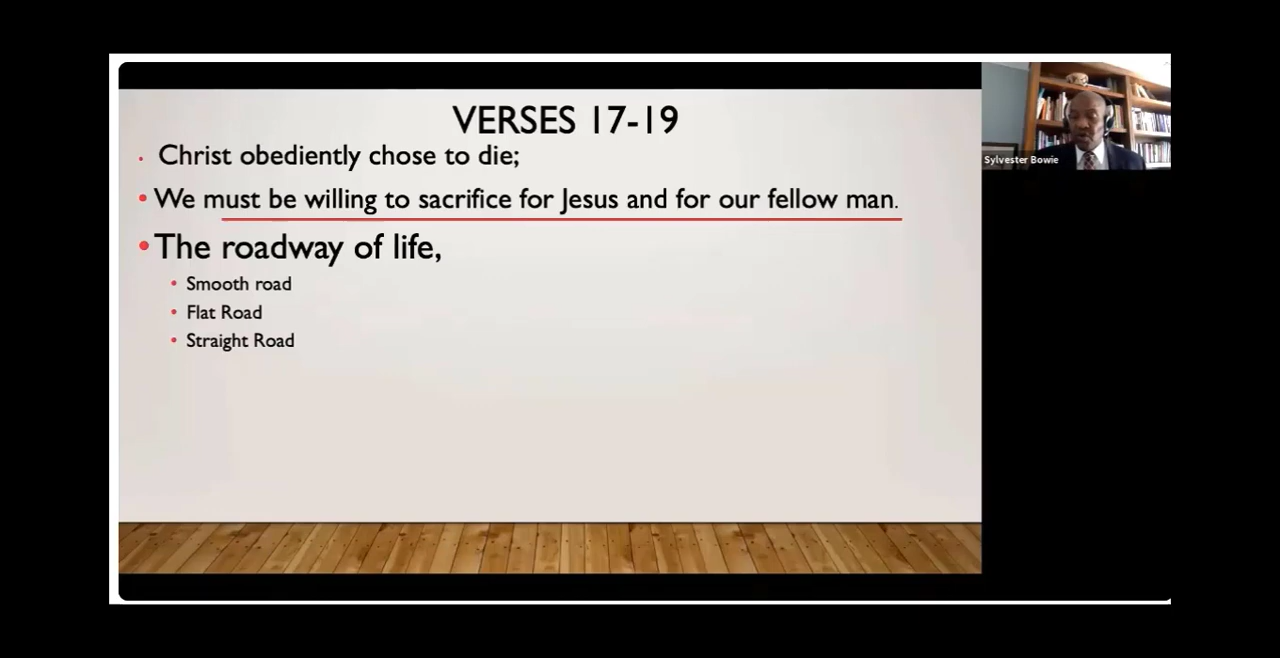 VERSES 17-19
• Christ obediently chose to die;
• We must be willing to sacrifice for Jesus and for our fellow man.
• The roadway of life,
• Smooth road
• Flat Road
• Straight Road
Sylvester Bowie